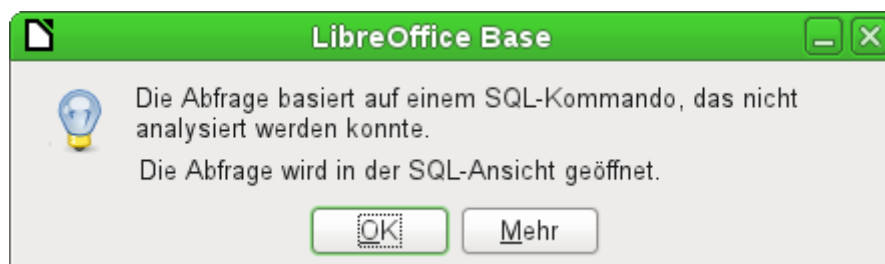 LibreOffice Base
Die Abfrage basiert auf einem SQL-Kommando, das nicht
analysiert werden konnte.
Die Abfrage wird in der SQL-Ansicht geöffnet.
OK Mehr